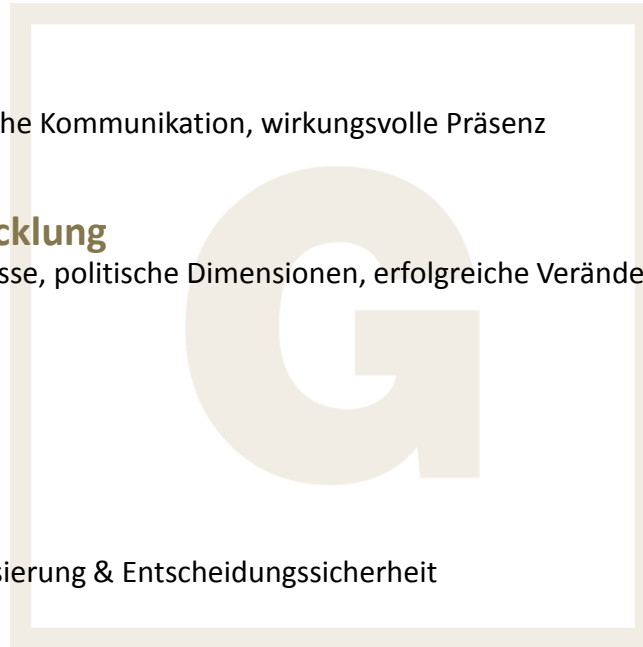 he Kommunikation, wirkungsvolle Präsenz
cklung
sse, politische Dimensionen, erfolgreiche Verände
G
sierung & Entscheidungssicherheit